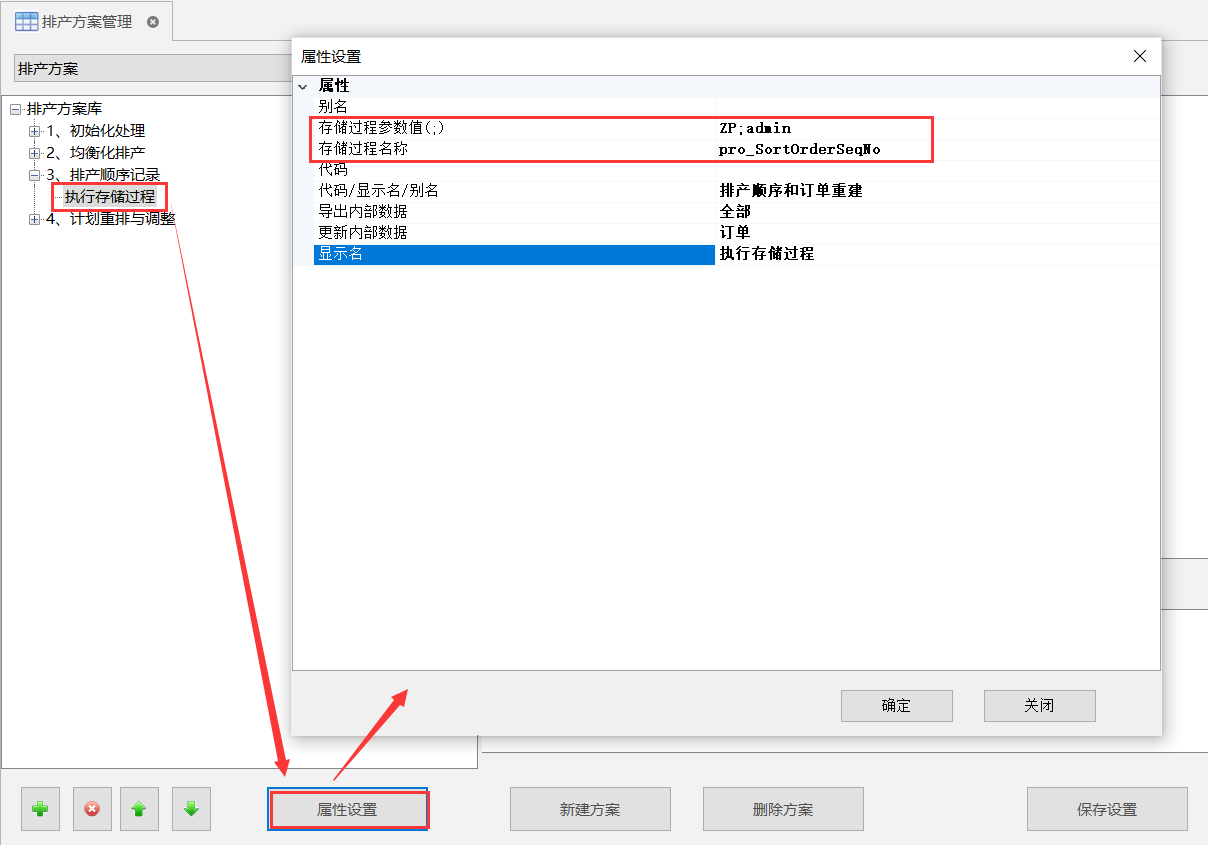 排产方案管理
排产方案
排产方案库
1、初始化处理
2、均衡化排产
3、排产顺序记录
执行存储过程
4、计划重排与调整
属性设置
属性
别名
存储过程参数值(;) ZP;admin
存储过程名称 pro_SortOrderSeqNo
代码
代码/显示名/别名 排产顺序和订单重建
导出内部数据 全部
更新内部数据 订单
显示名 执行存储过程
确定 关闭
属性设置 新建方案 删除方案 保存设置